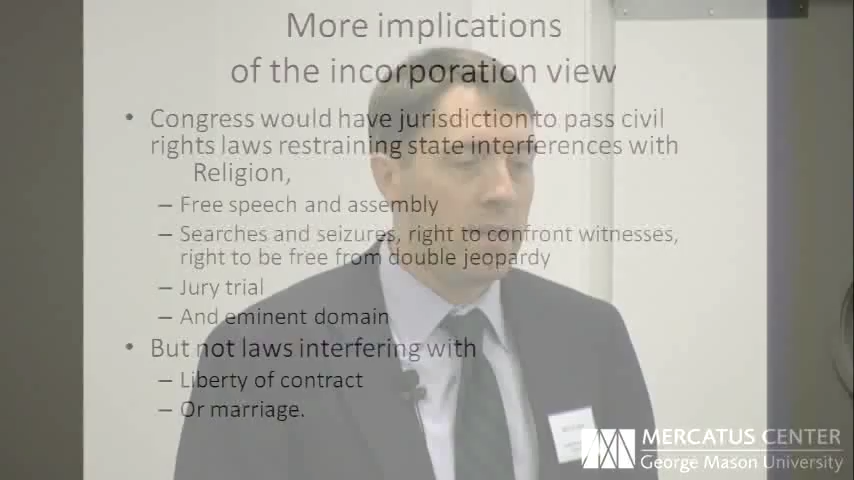 More implications
of the incorporation view
• Congress would have jurisdiction to pass civil
rights laws restraining state interferences with
Religion,
– Free speech and assembly
– Searches and seizures, right to confront witnesses,
right to be free from double jeopardy
– Jury trial
– And eminent domain
• But not laws interfering with
– Liberty of contract
– Or marriage.
MERCATUS CENTER
George Mason University